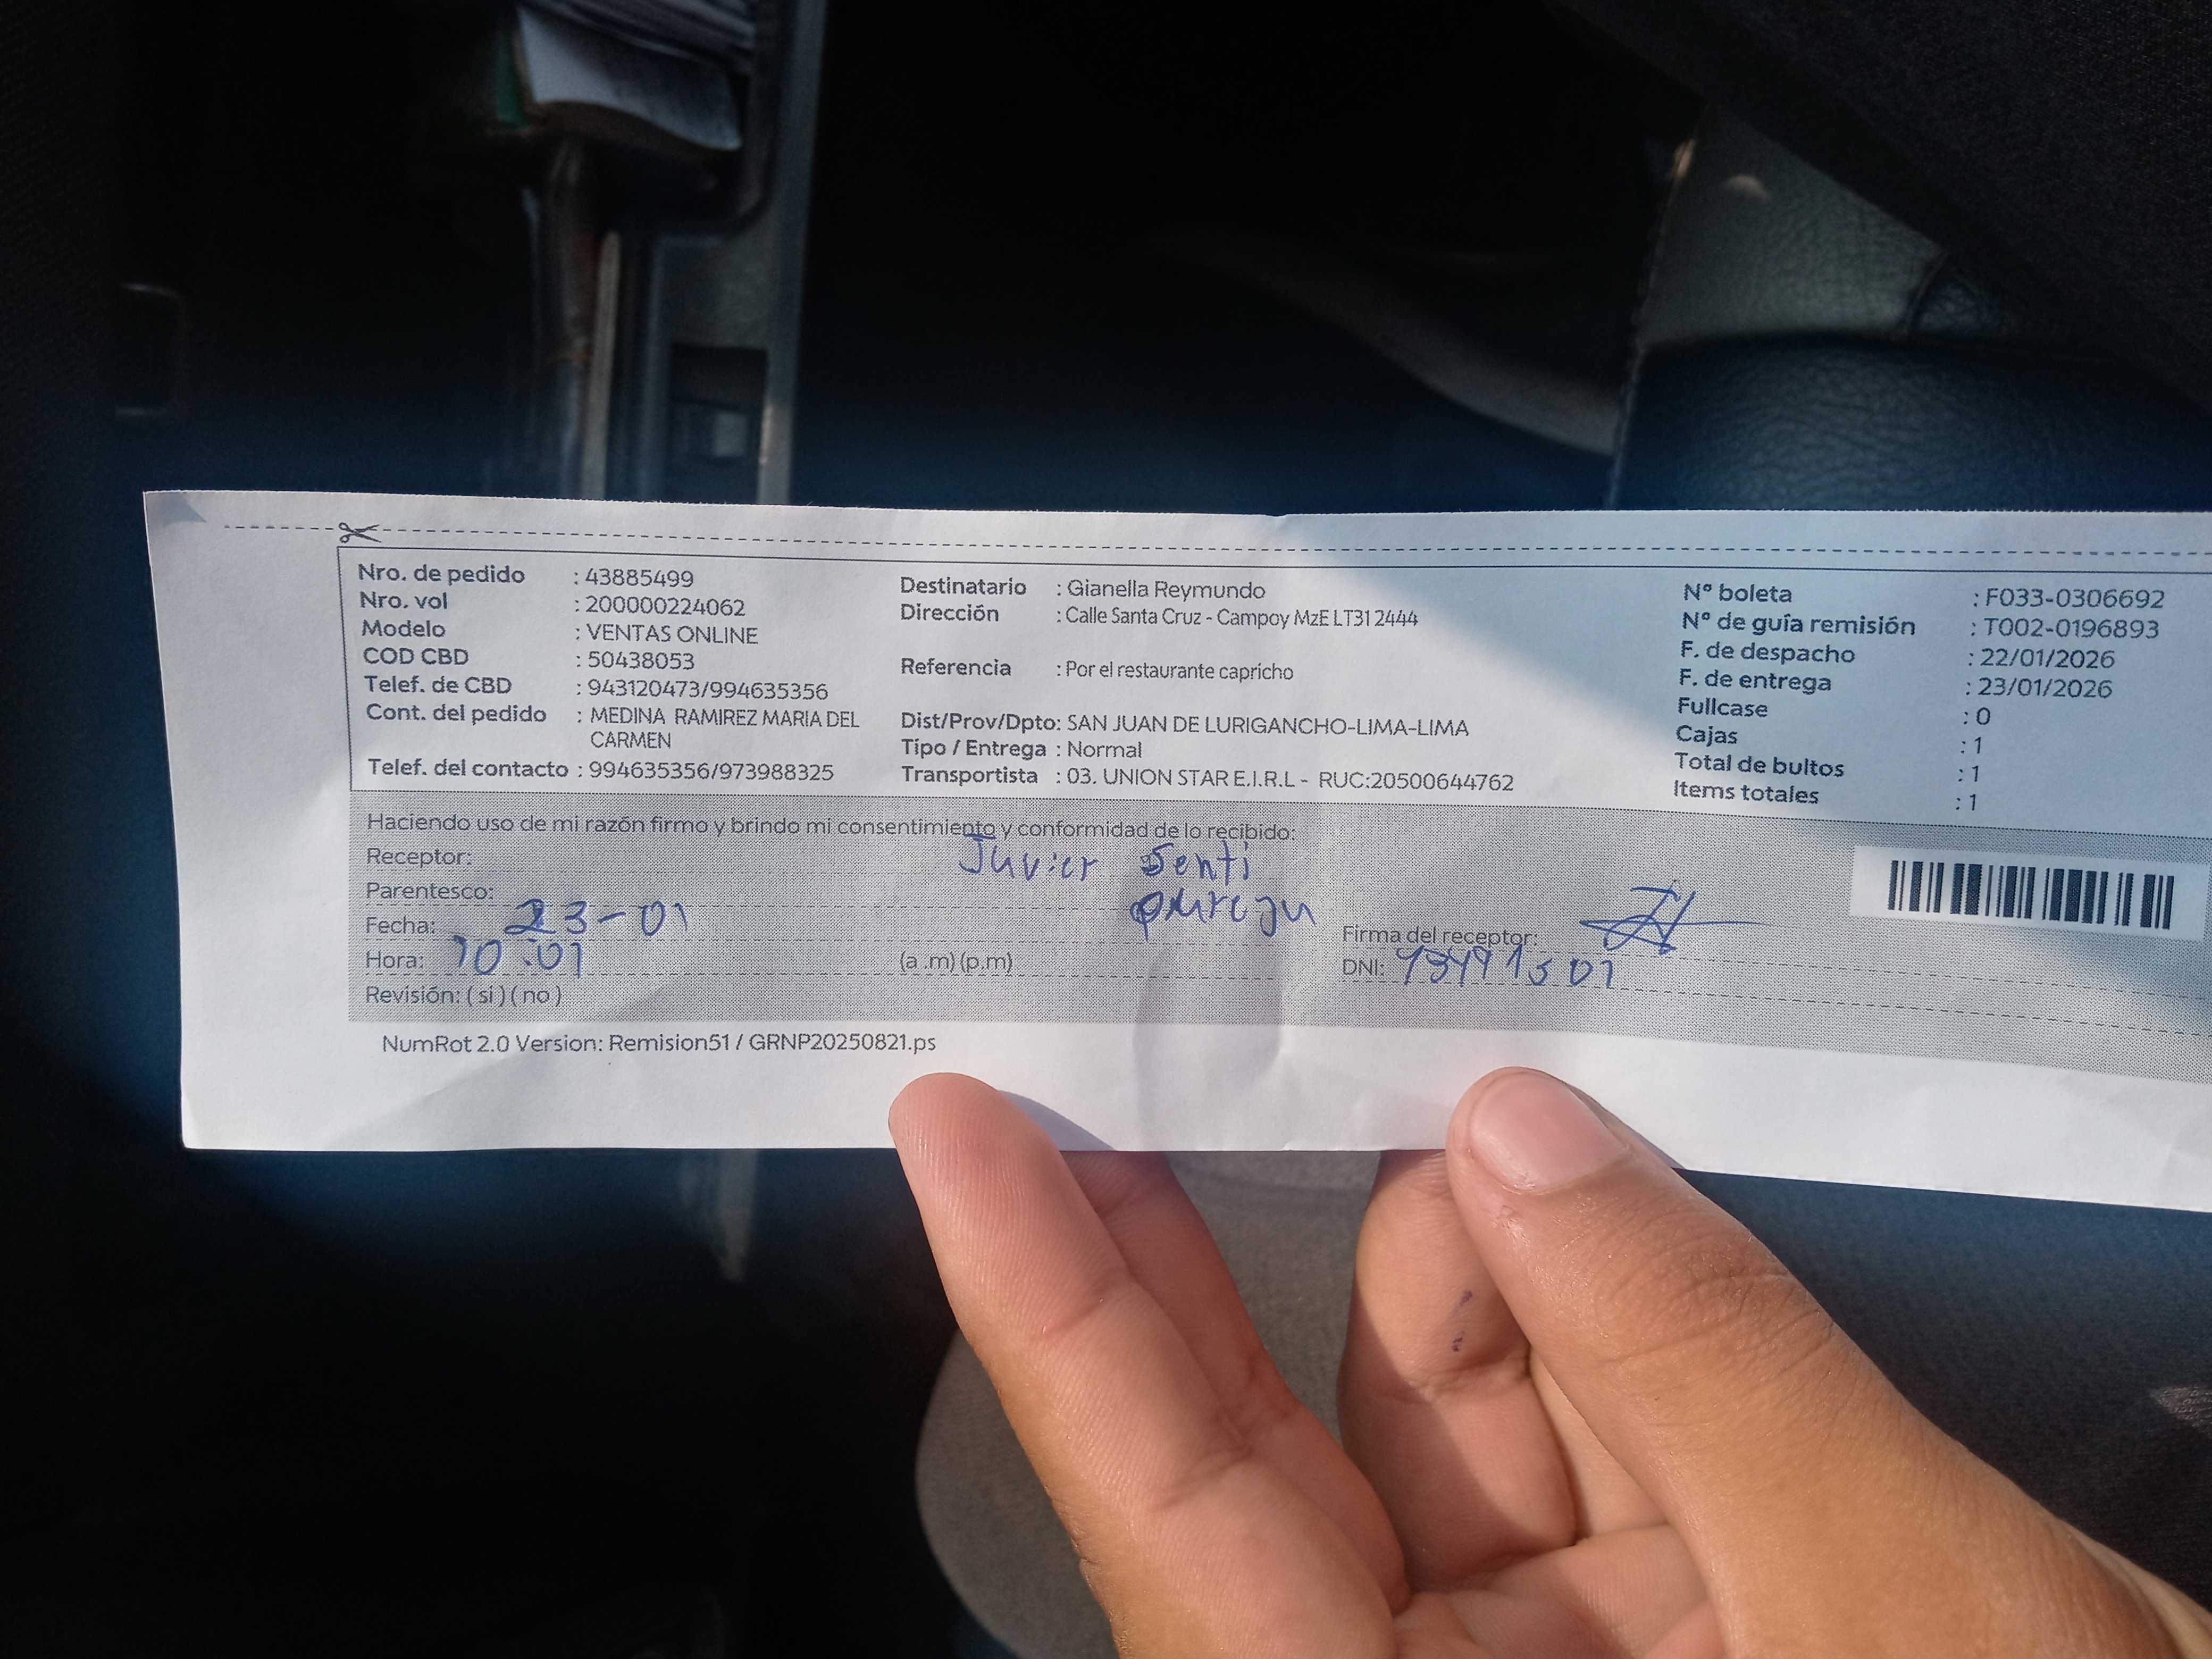 Nro. de pedido : 43885499
Nro. vol : 200000224062
Modelo : VENTAS ONLINE
COD CBD : 50438053
Telef. de CBD : 943120473/994635356
Cont. del pedido : MEDINA RAMIREZ MARIA DEL
CARMEN
Telef. del contacto : 994635356/973988325
Destinatario : Gianella Reymundo
Dirección : Calle Santa Cruz - Campoy MzE LT31 2444
Referencia : Por el restaurante capricho
Dist/Prov/Dpto: SAN JUAN DE LURIGANCHO-LIMA-LIMA
Tipo / Entrega : Normal
Transportista : 03. UNION STAR E.I.R.L - RUC:20500644762
Nº boleta : F033-0306692
Nº de guía remisión : T002-0196893
F. de despacho : 22/01/2026
F. de entrega : 23/01/2026
Fullcase : 0
Cajas : 1
Total de bultos : 1
Items totales : 1
Haciendo uso de mi razón firmo y brindo mi consentimiento y conformidad de lo recibido:
Receptor: Javier Senti
Parentesco: pareja
Fecha: 23-01
Hora: 10:01 (a .m) (p.m)
Revisión: ( si ) ( no )
Firma del receptor:
DNI:
NumRot 2.0 Version: Remision51 / GRNP20250821.ps